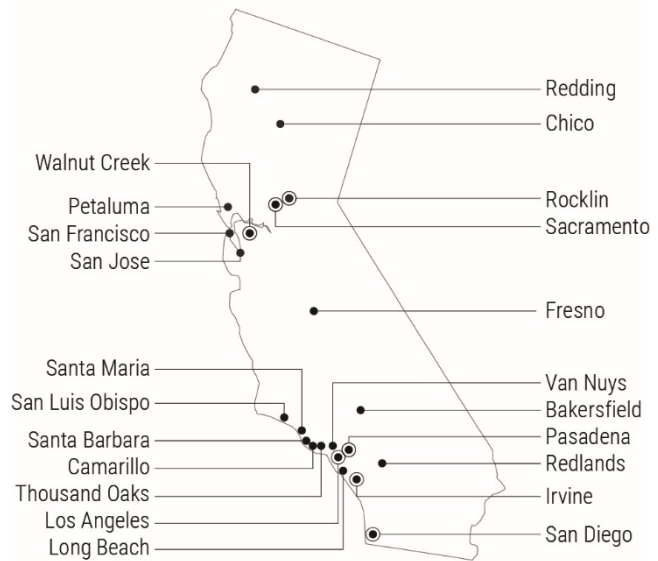 Redding
Chico
Walnut Creek
Petaluma
San Francisco
San Jose
Rocklin
Sacramento
Fresno
Santa Maria
San Luis Obispo
Santa Barbara
Camarillo
Thousand Oaks
Los Angeles
Long Beach
Van Nuys
Bakersfield
Pasadena
Redlands
Irvine
San Diego